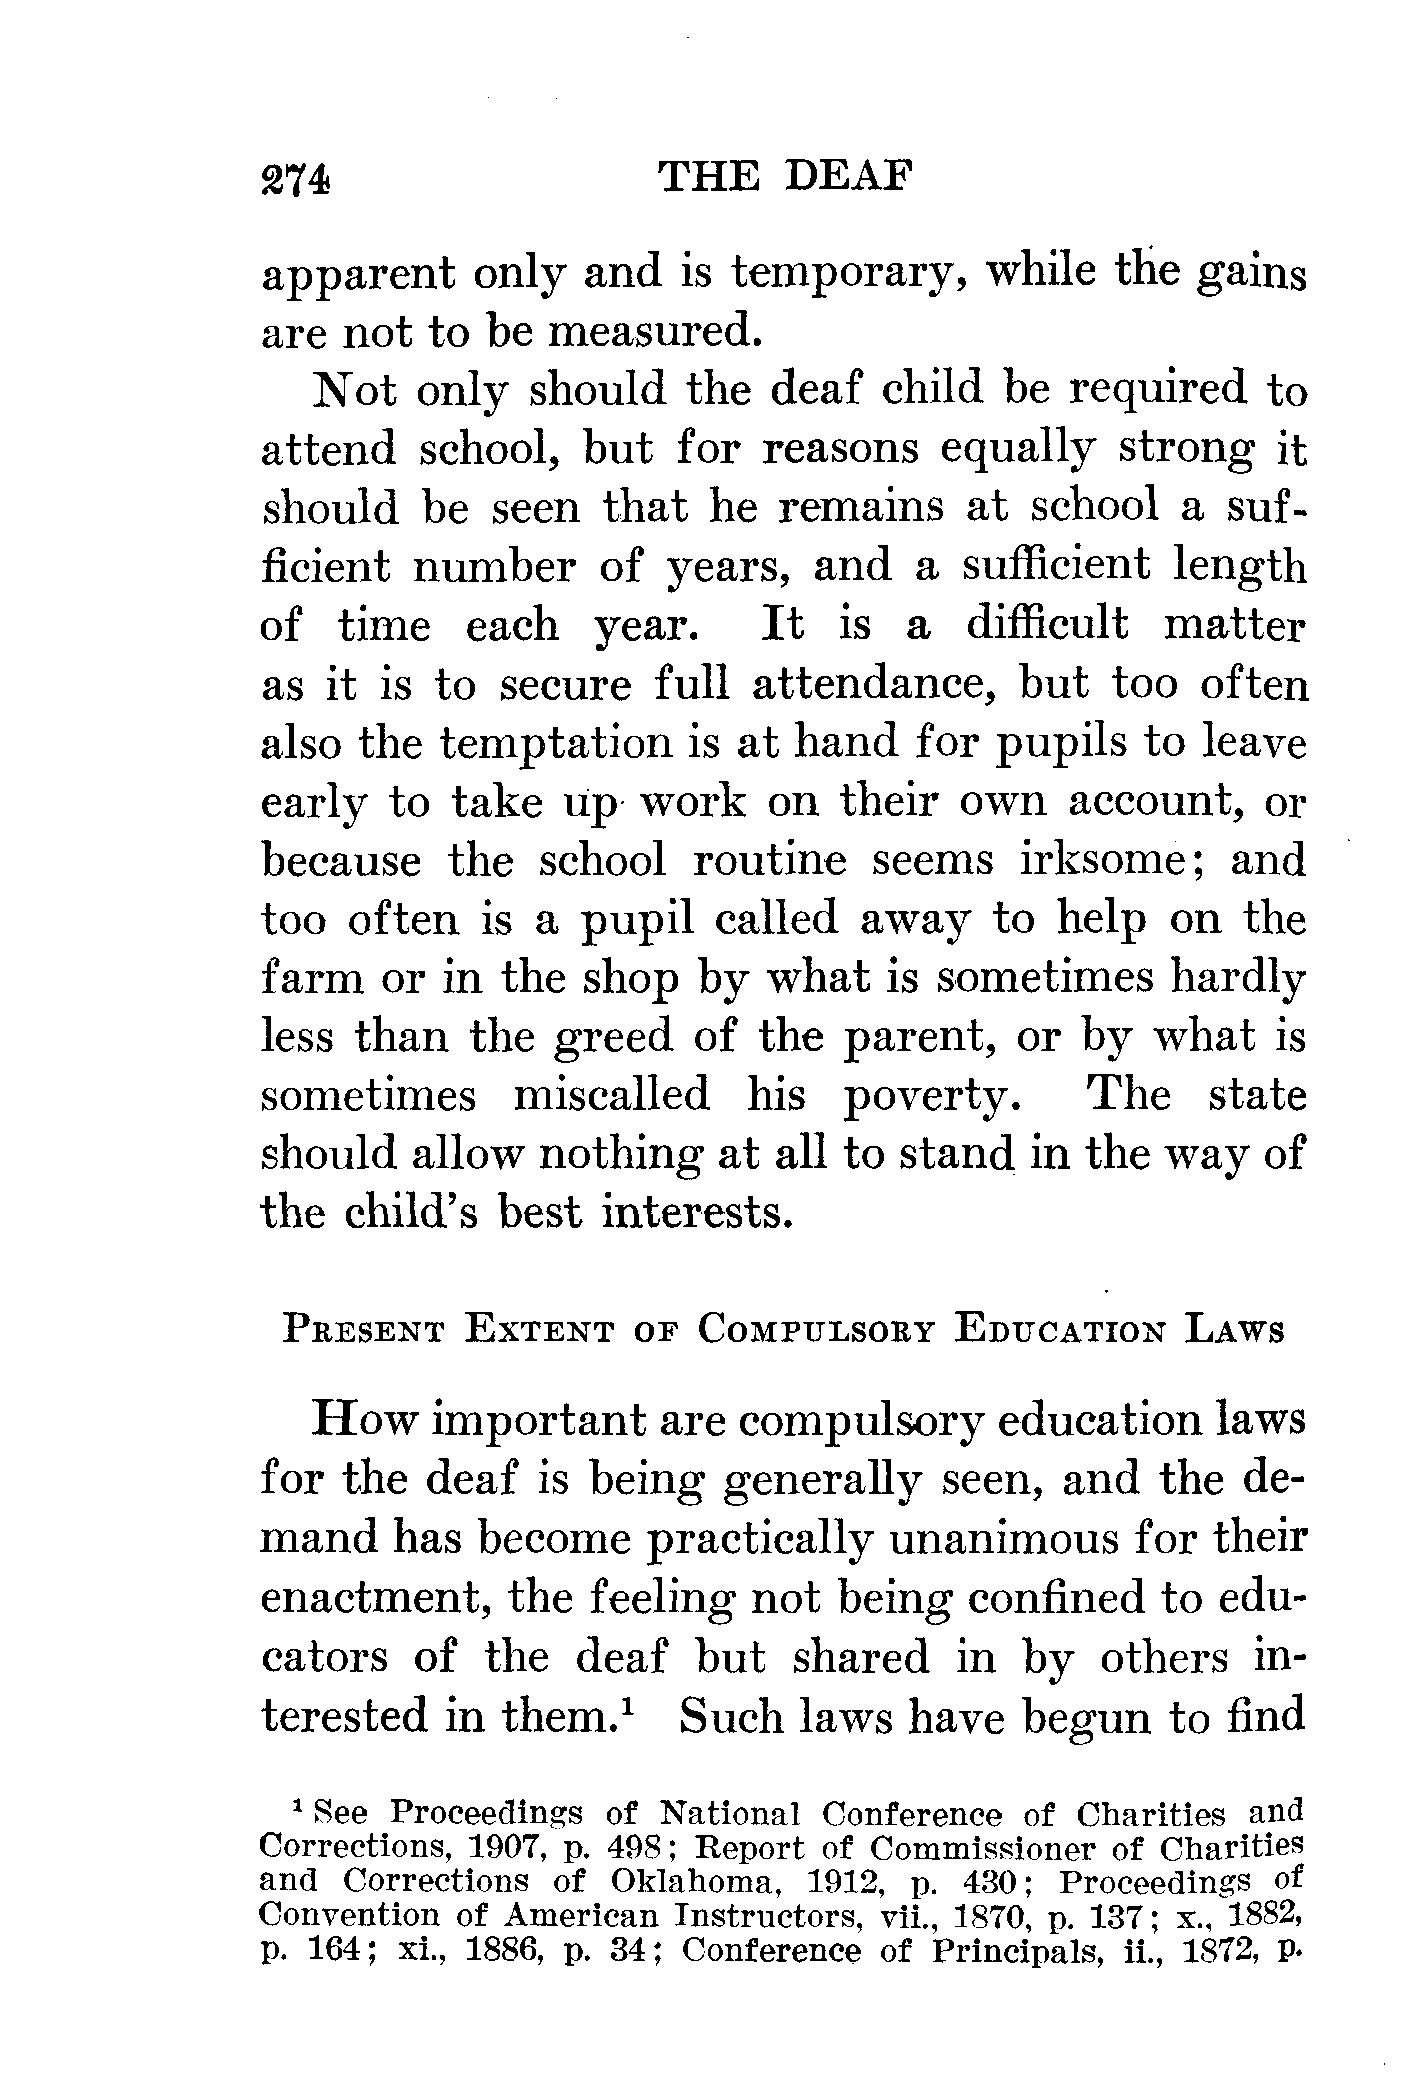 274 THE DEAF
apparent only and is temporary, while the gains
are not to be measured.
Not only should the deaf child be required to
attend school, but for reasons equally strong it
should be seen that he remains at school a suf-
ficient number of years, and a sufficient length
of time each year. It is a difficult matter
as it is to secure full attendance, but too often
also the temptation is at hand for pupils to leave
early to take up work on their own account, or
because the school routine seems irksome; and
too often is a pupil called away to help on the
farm or in the shop by what is sometimes hardly
less than the greed of the parent, or by what is
sometimes miscalled his poverty. The state
should allow nothing at all to stand in the way of
the child's best interests.
Present Extent of Compulsory Education Laws
How important are compulsory education laws
for the deaf is being generally seen, and the de-
mand has become practically unanimous for their
enactment, the feeling not being confined to edu-
cators of the deaf but shared in by others in-
terested in them.¹ Such laws have begun to find
¹ See Proceedings of National Conference of Charities and
Corrections, 1907, p. 498; Report of Commissioner of Charities
and Corrections of Oklahoma, 1912, p. 430; Proceedings of
Convention of American Instructors, vii., 1870, p. 137; x., 1882,
p. 164; xi., 1886, p. 34; Conference of Principals, ii., 1872, p.